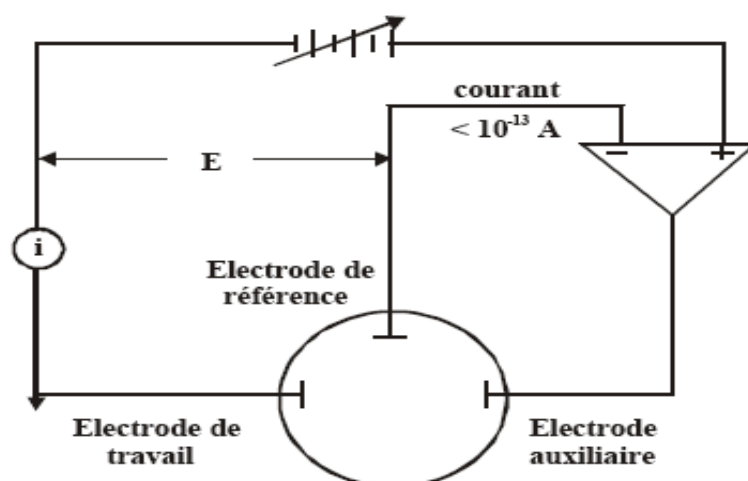 courant
< 10⁻¹³ A
− +
E
i
Electrode de
référence
Electrode de
travail
Electrode
auxiliaire